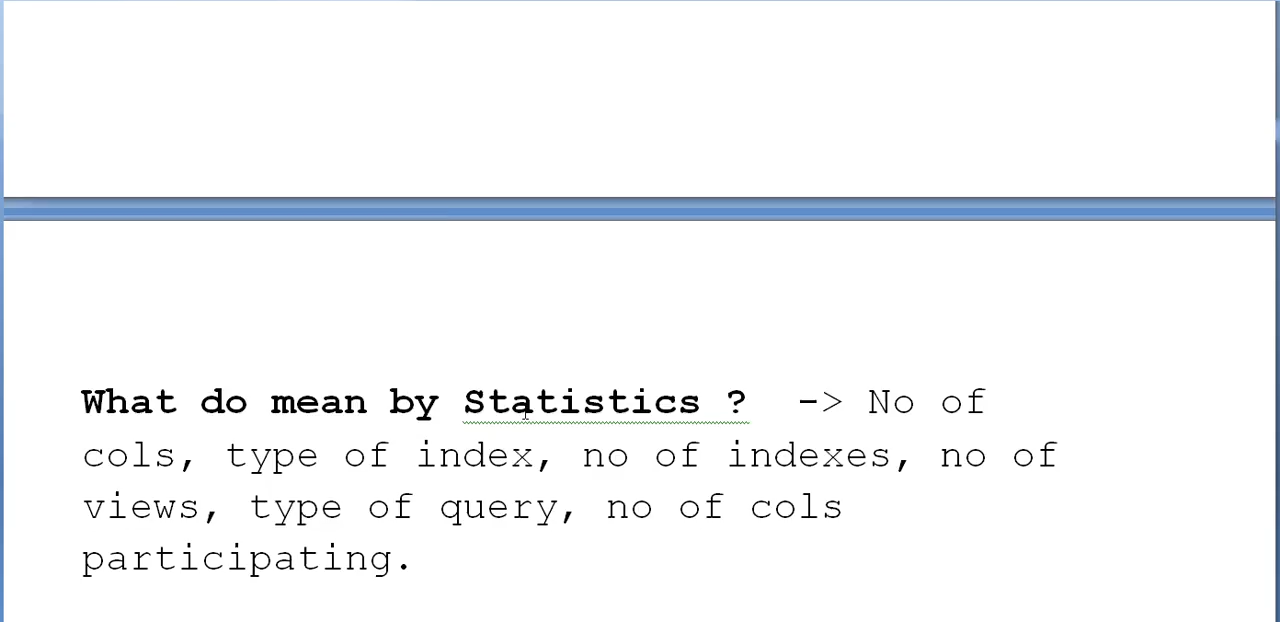 What do mean by Statistics ?  -> No of
cols, type of index, no of indexes, no of
views, type of query, no of cols
participating.